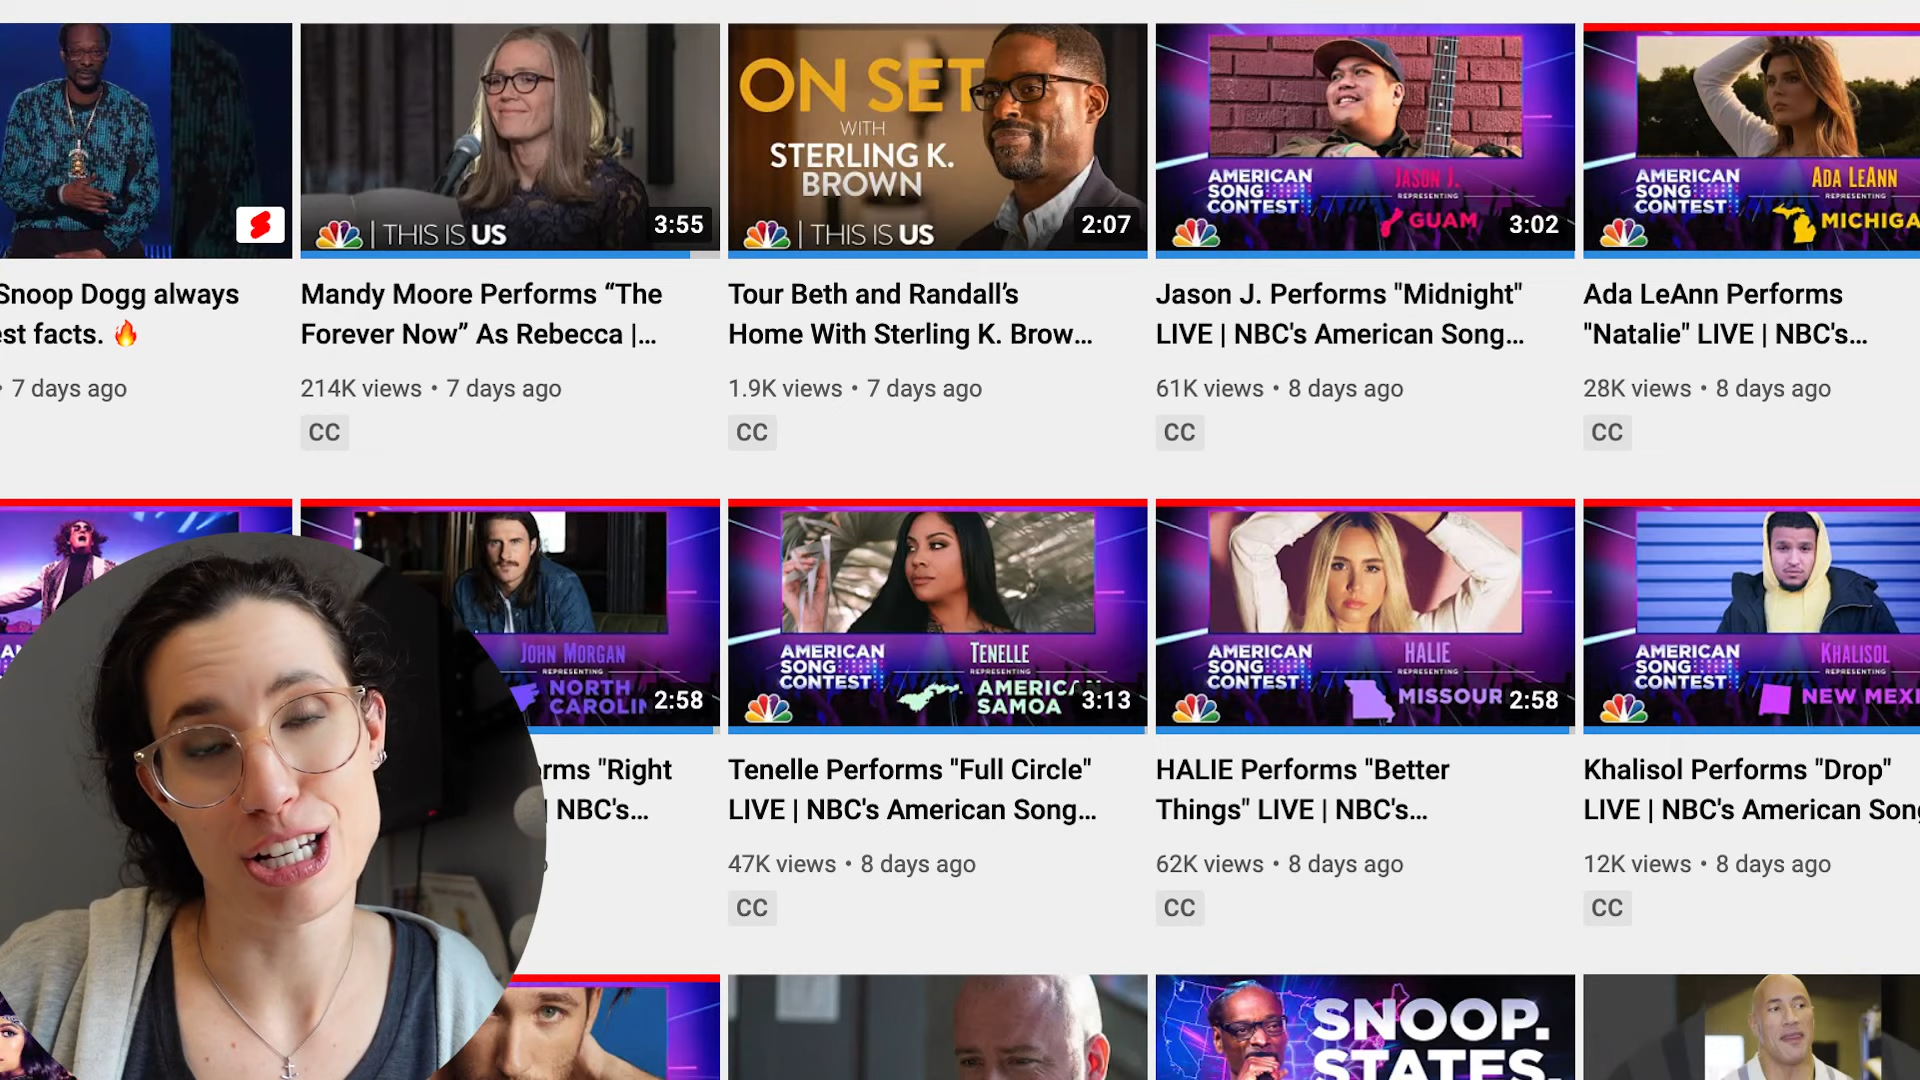 ON SET
WITH
STERLING K.
BROWN
| THIS IS US
3:55
| THIS IS US
2:07
AMERICAN
SONG
CONTEST
JASON J.
REPRESENTING
GUAM
3:02
AMERICAN
SONG
CONTEST
ADA LEANN
REPRESENTING
MICHIGA
Snoop Dogg always
est facts. 🔥
• 7 days ago
Mandy Moore Performs “The
Forever Now” As Rebecca |...
214K views • 7 days ago
CC
Tour Beth and Randall’s
Home With Sterling K. Brow...
1.9K views • 7 days ago
CC
Jason J. Performs "Midnight"
LIVE | NBC's American Song...
61K views • 8 days ago
CC
Ada LeAnn Performs
"Natalie" LIVE | NBC's...
28K views • 8 days ago
CC
JOHN MORGAN
REPRESENTING
NORTH
CAROLIN
2:58
AMERICAN
SONG
CONTEST
TENELLE
REPRESENTING
AMERICA
SAMOA
3:13
AMERICAN
SONG
CONTEST
HALIE
REPRESENTING
MISSOUR
2:58
AMERICAN
SONG
CONTEST
KHALISOL
REPRESENTING
NEW MEXI
rms "Right
| NBC's...
Tenelle Performs "Full Circle"
LIVE | NBC's American Song...
47K views • 8 days ago
CC
HALIE Performs "Better
Things" LIVE | NBC's...
62K views • 8 days ago
CC
Khalisol Performs "Drop"
LIVE | NBC's American Song
12K views • 8 days ago
CC
SNOOP.
STATES.